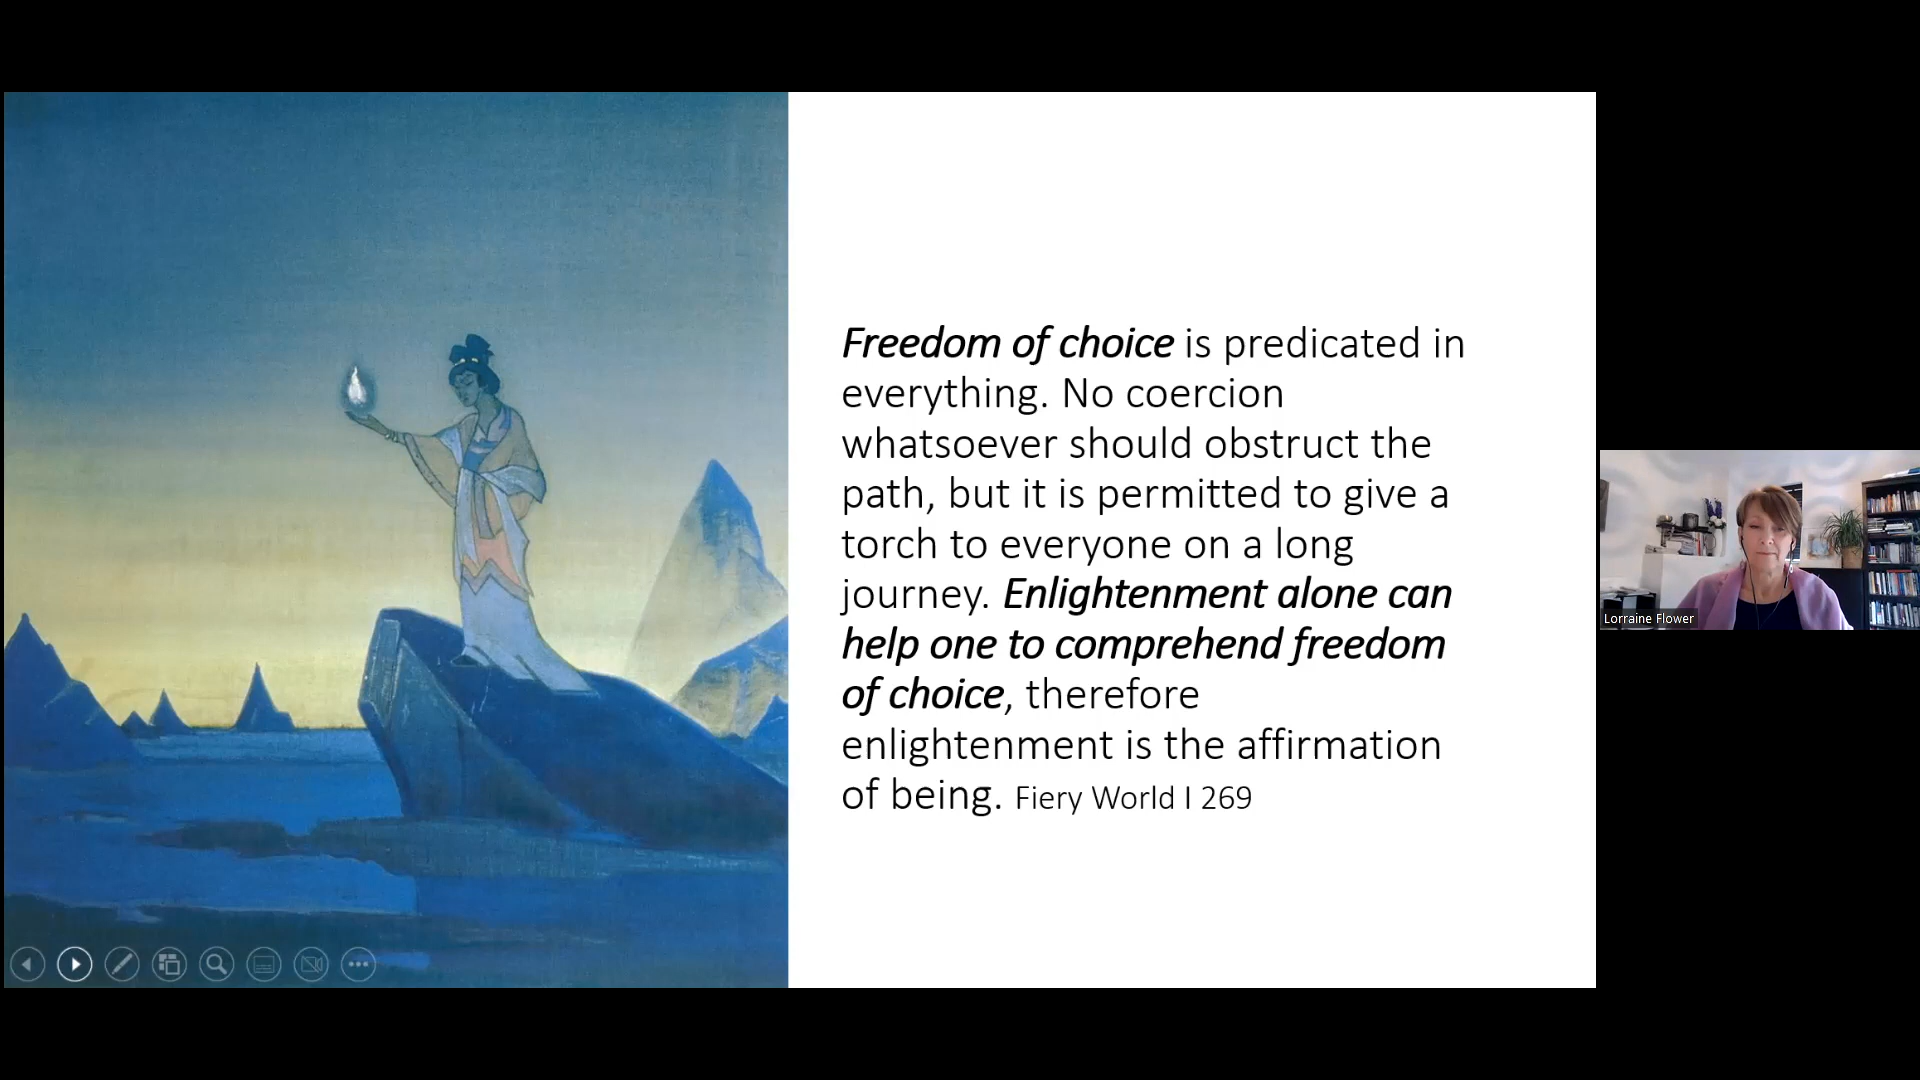 Freedom of choice is predicated in
everything. No coercion
whatsoever should obstruct the
path, but it is permitted to give a
torch to everyone on a long
journey. Enlightenment alone can
help one to comprehend freedom
of choice, therefore
enlightenment is the affirmation
of being. Fiery World I 269
Lorraine Flower